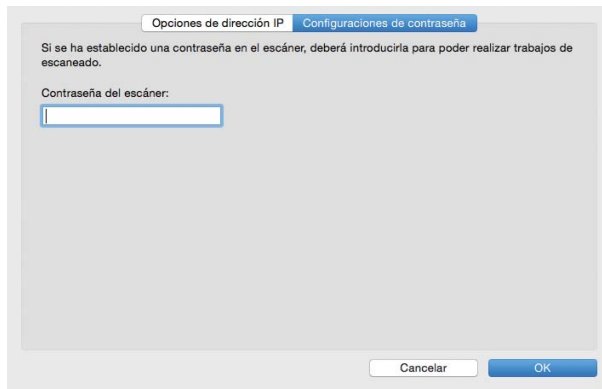 Opciones de dirección IP Configuraciones de contraseña
Si se ha establecido una contraseña en el escáner, deberá introducirla para poder realizar trabajos de
escaneado.
Contraseña del escáner:
Cancelar OK